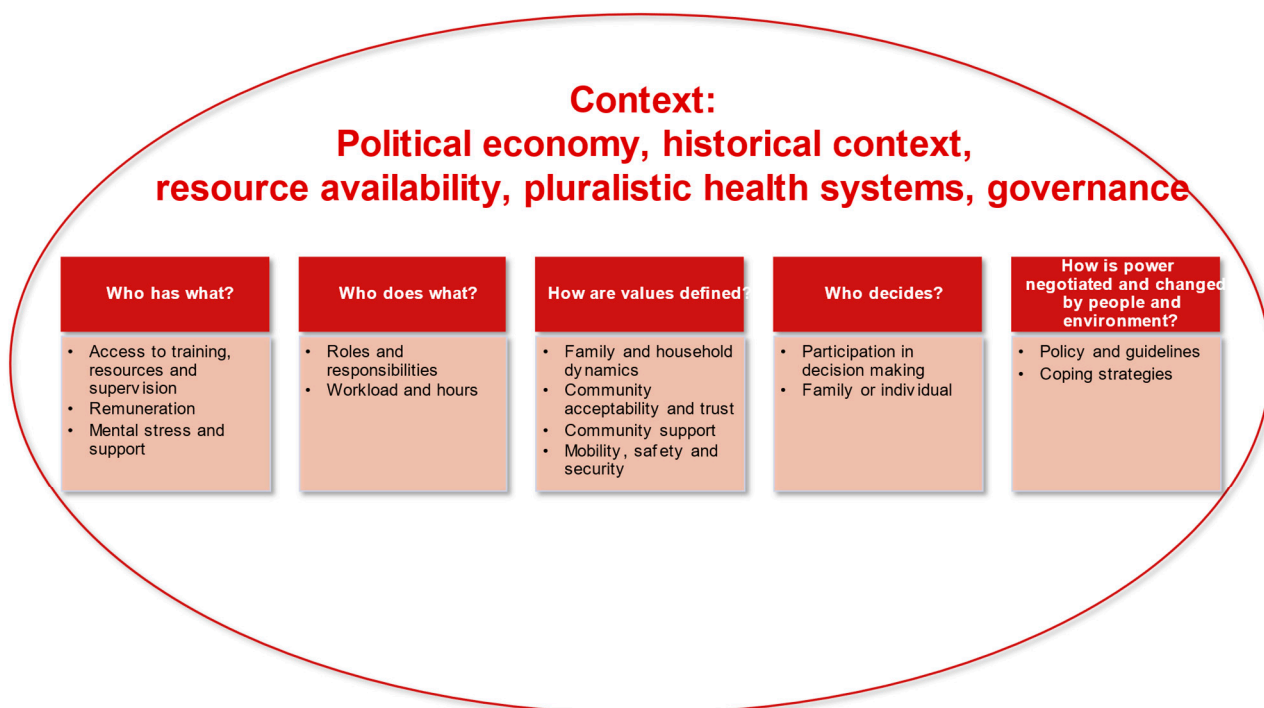 Context:
Political economy, historical context,
resource availability, pluralistic health systems, governance
Who has what?
• Access to training,
resources and
supervision
• Remuneration
• Mental stress and
support
Who does what?
• Roles and
responsibilities
• Workload and hours
How are values defined?
• Family and household
dynamics
• Community
acceptability and trust
• Community support
• Mobility, safety and
security
Who decides?
• Participation in
decision making
• Family or individual
How is power
negotiated and changed
by people and
environment?
• Policy and guidelines
• Coping strategies